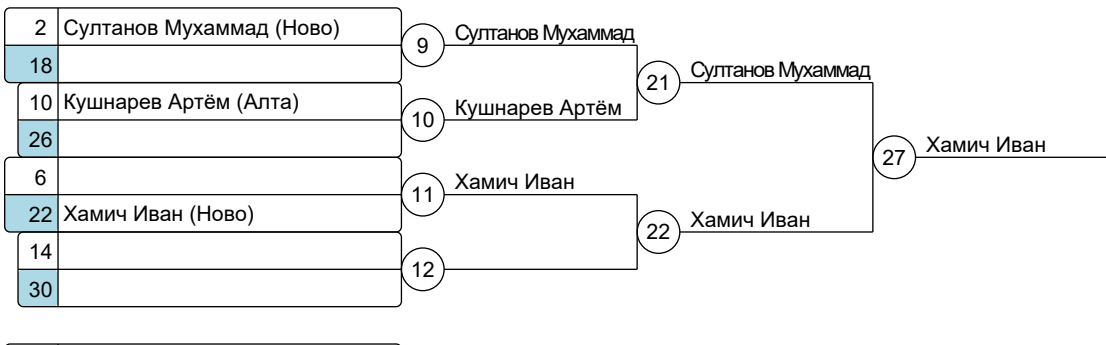 2 Султанов Мухаммад (Ново)
18
10 Кушнарев Артём (Алта)
26
6
22 Хамич Иван (Ново)
14
30
9 Султанов Мухаммад
10 Кушнарев Артём
11 Хамич Иван
12
21 Султанов Мухаммад
22 Хамич Иван
27 Хамич Иван